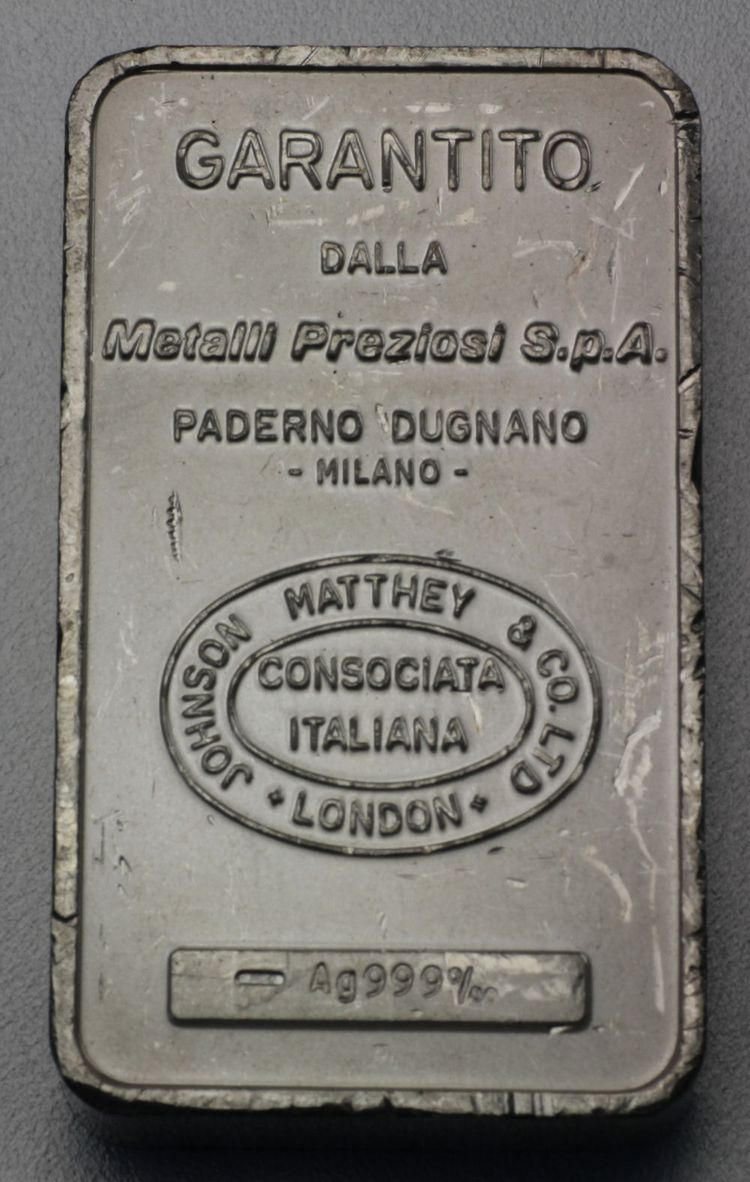 GARANTITO
DALLA
Metalli Preziosi S.p.A.
PADERNO DUGNANO
- MILANO -
JOHNSON MATTHEY & CO. LTD
LONDON
CONSOCIATA
ITALIANA
Ag999‰